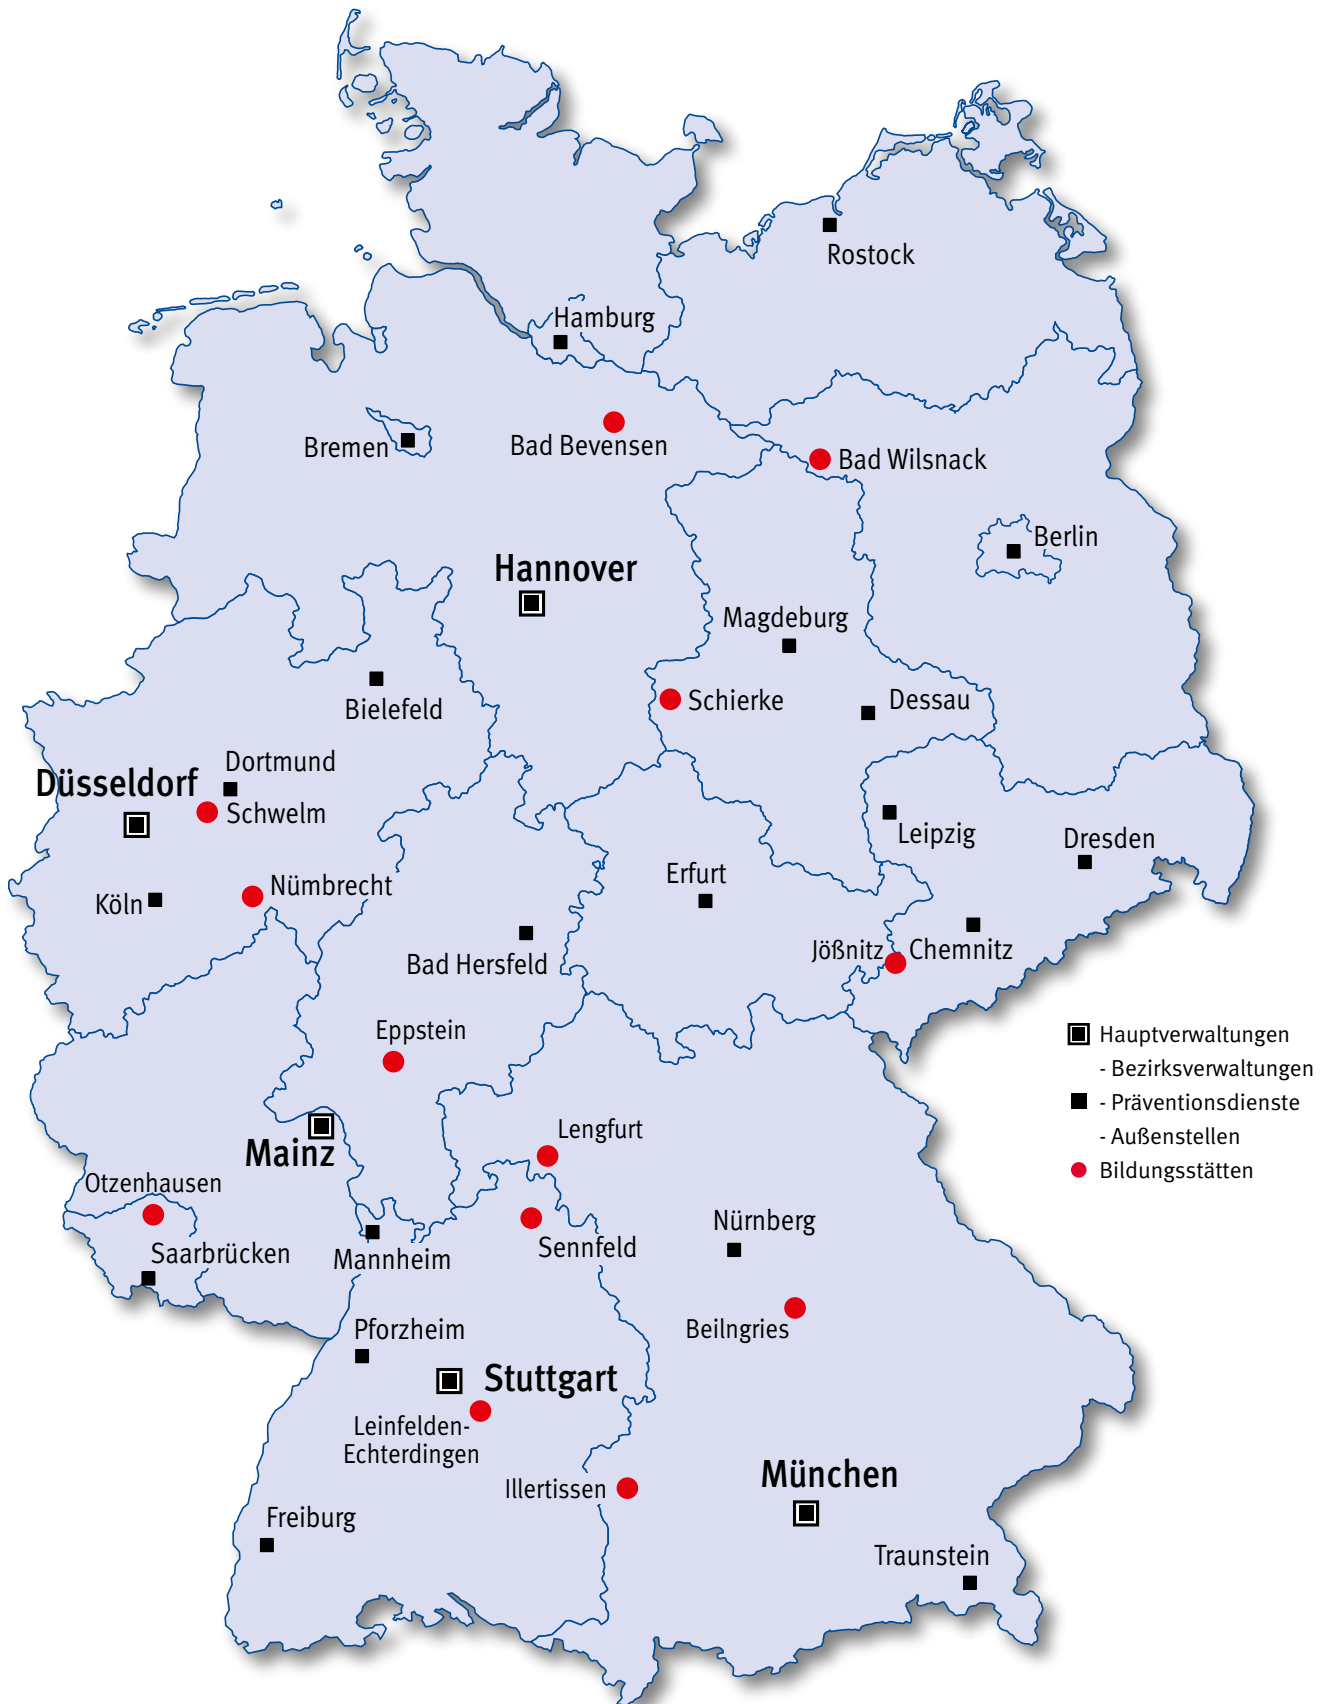 Rostock
Hamburg
Bremen
Bad Bevensen
Bad Wilsnack
Berlin
Hannover
Magdeburg
Bielefeld
Schierke
Dessau
Dortmund
Düsseldorf
Schwelm
Leipzig
Dresden
Erfurt
Köln
Nümbrecht
Jößnitz
Chemnitz
Bad Hersfeld
Eppstein
Hauptverwaltungen
- Bezirksverwaltungen
- Präventionsdienste
- Außenstellen
Bildungsstätten
Lengfurt
Mainz
Otzenhausen
Nürnberg
Saarbrücken
Mannheim
Sennfeld
Pforzheim
Beilngries
Stuttgart
Leinfelden-
Echterdingen
München
Illertissen
Freiburg
Traunstein